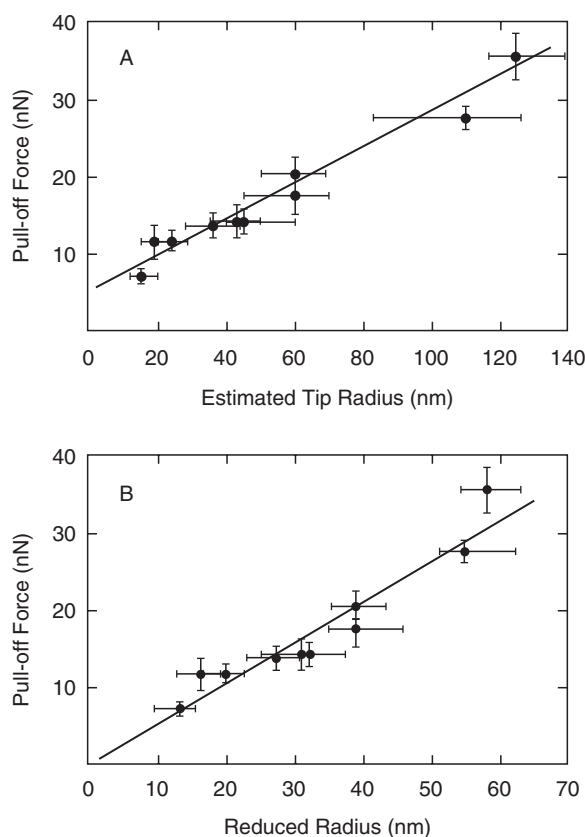 40
A
30
Pull-off Force (nN)
20
10
0 20 40 60 80 100 120 140
Estimated Tip Radius (nm)
40
B
30
Pull-off Force (nN)
20
10
0 10 20 30 40 50 60 70
Reduced Radius (nm)